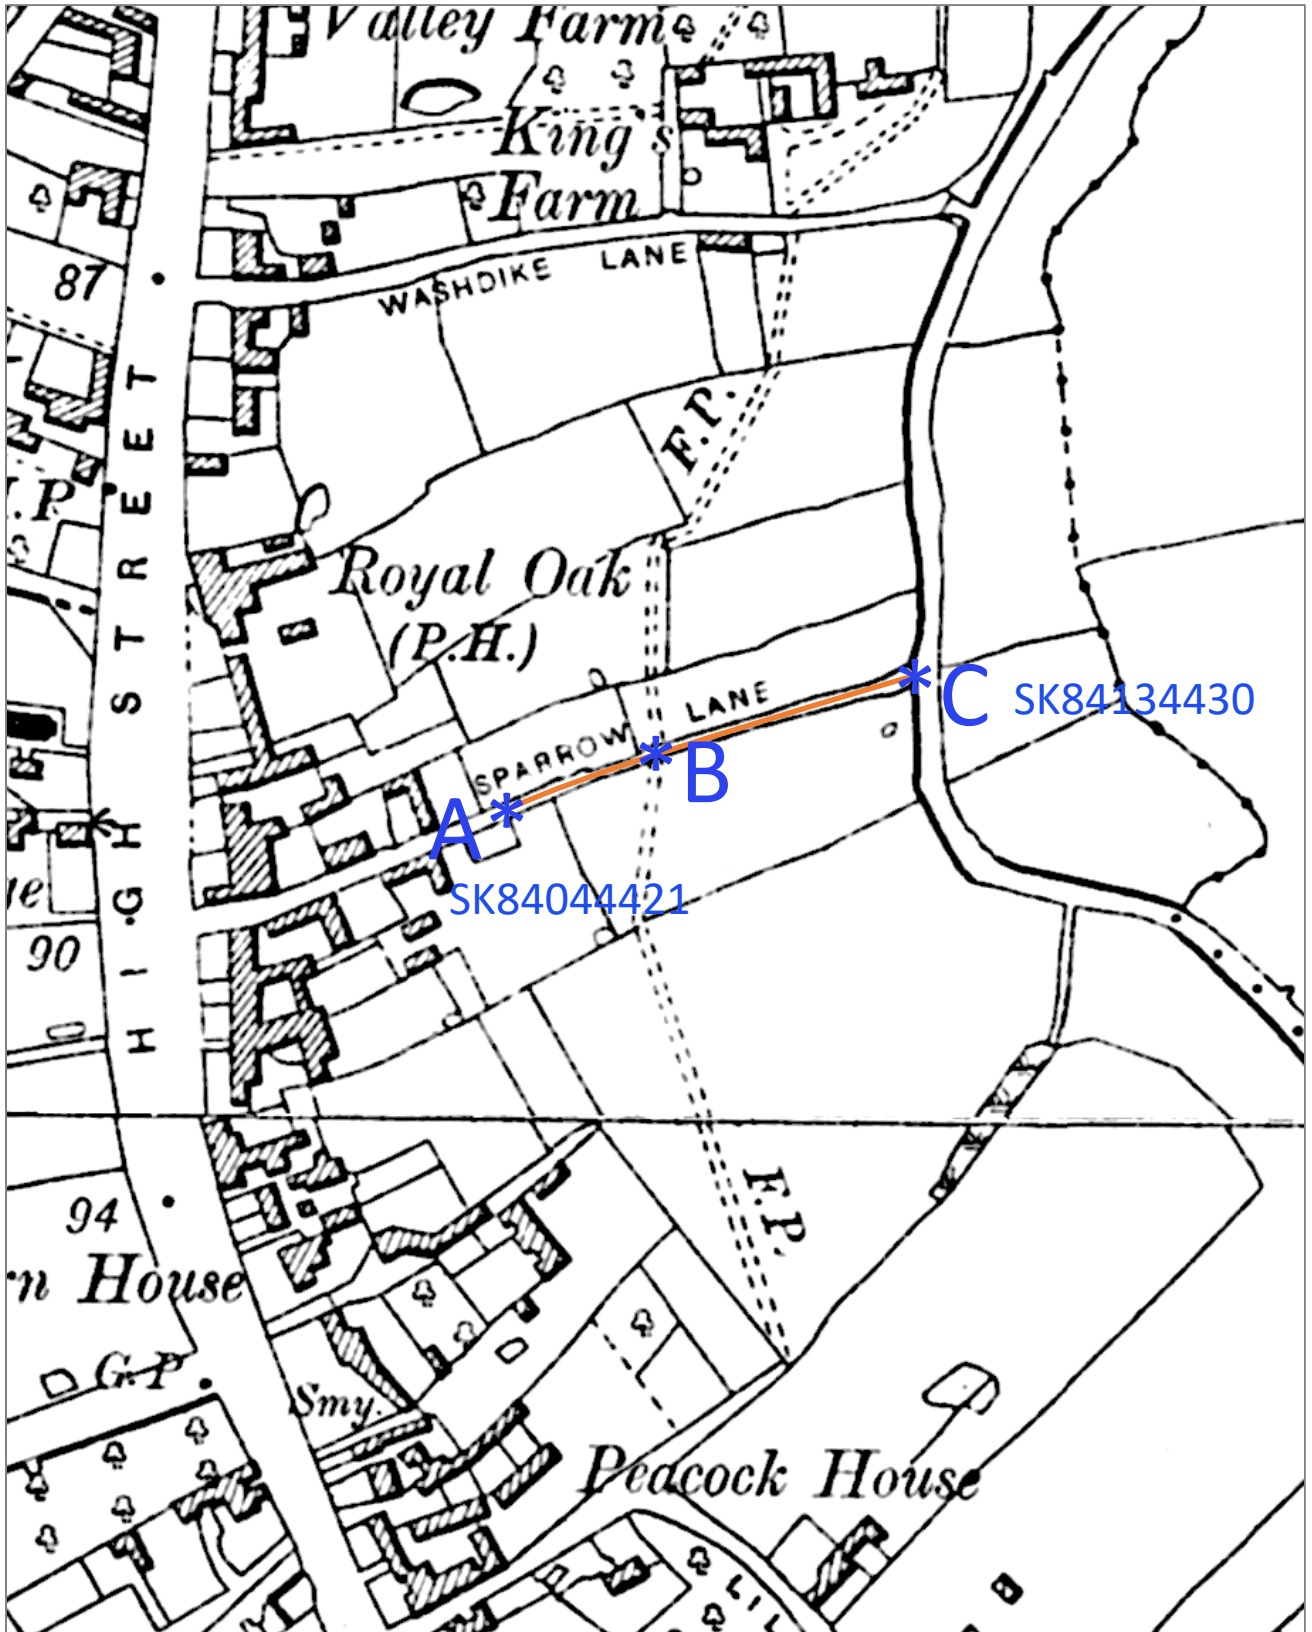 Valley Farm
King's
Farm
WASHDIKE LANE
87
F.P.
HIGH STREET
Royal Oak
(P.H.)
SPARROW LANE
A
B
C
SK84134430
SK84044421
90
F.P.
94
House
G.P
Smy.
Peacock House